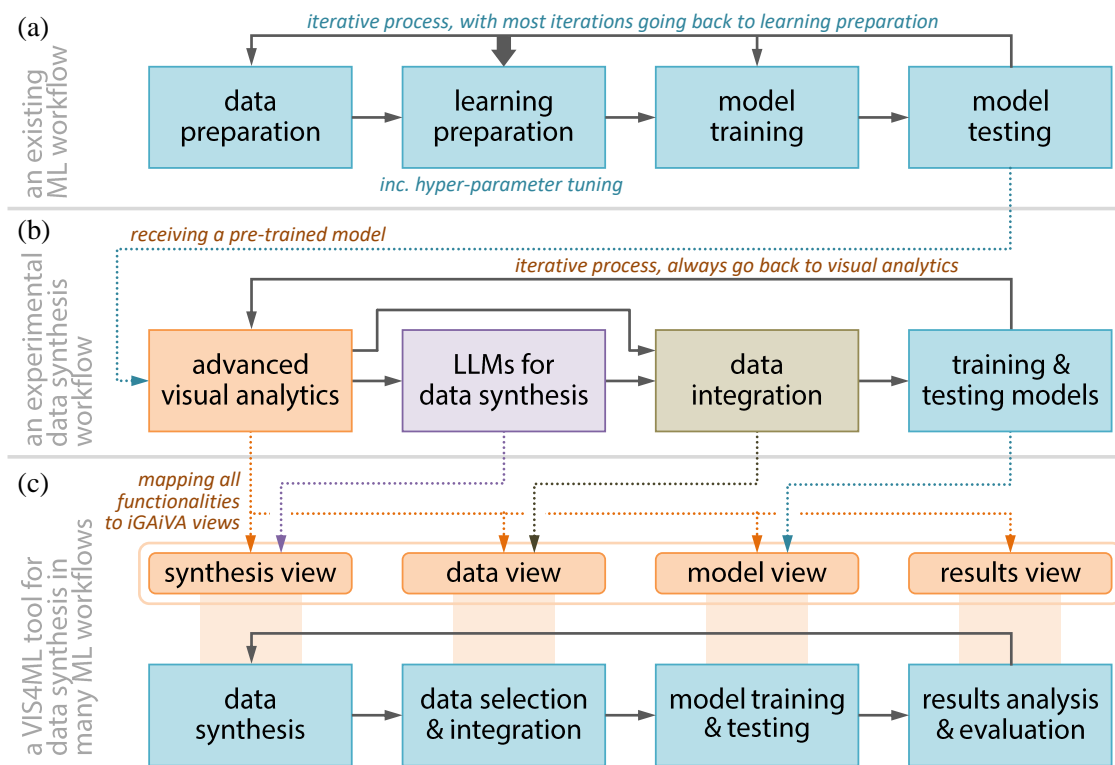 (a)
an existing
ML workflow
iterative process, with most iterations going back to learning preparation
data
preparation
learning
preparation
model
training
model
testing
inc. hyper-parameter tuning
(b)
an experimental
data synthesis
workflow
receiving a pre-trained model
iterative process, always go back to visual analytics
advanced
visual analytics
LLMs for
data synthesis
data
integration
training &
testing models
(c)
a VIS4ML tool for
data synthesis in
many ML workflows
mapping all
functionalities
to iGAiVA views
synthesis view
data view
model view
results view
data
synthesis
data selection
& integration
model training
& testing
results analysis
& evaluation